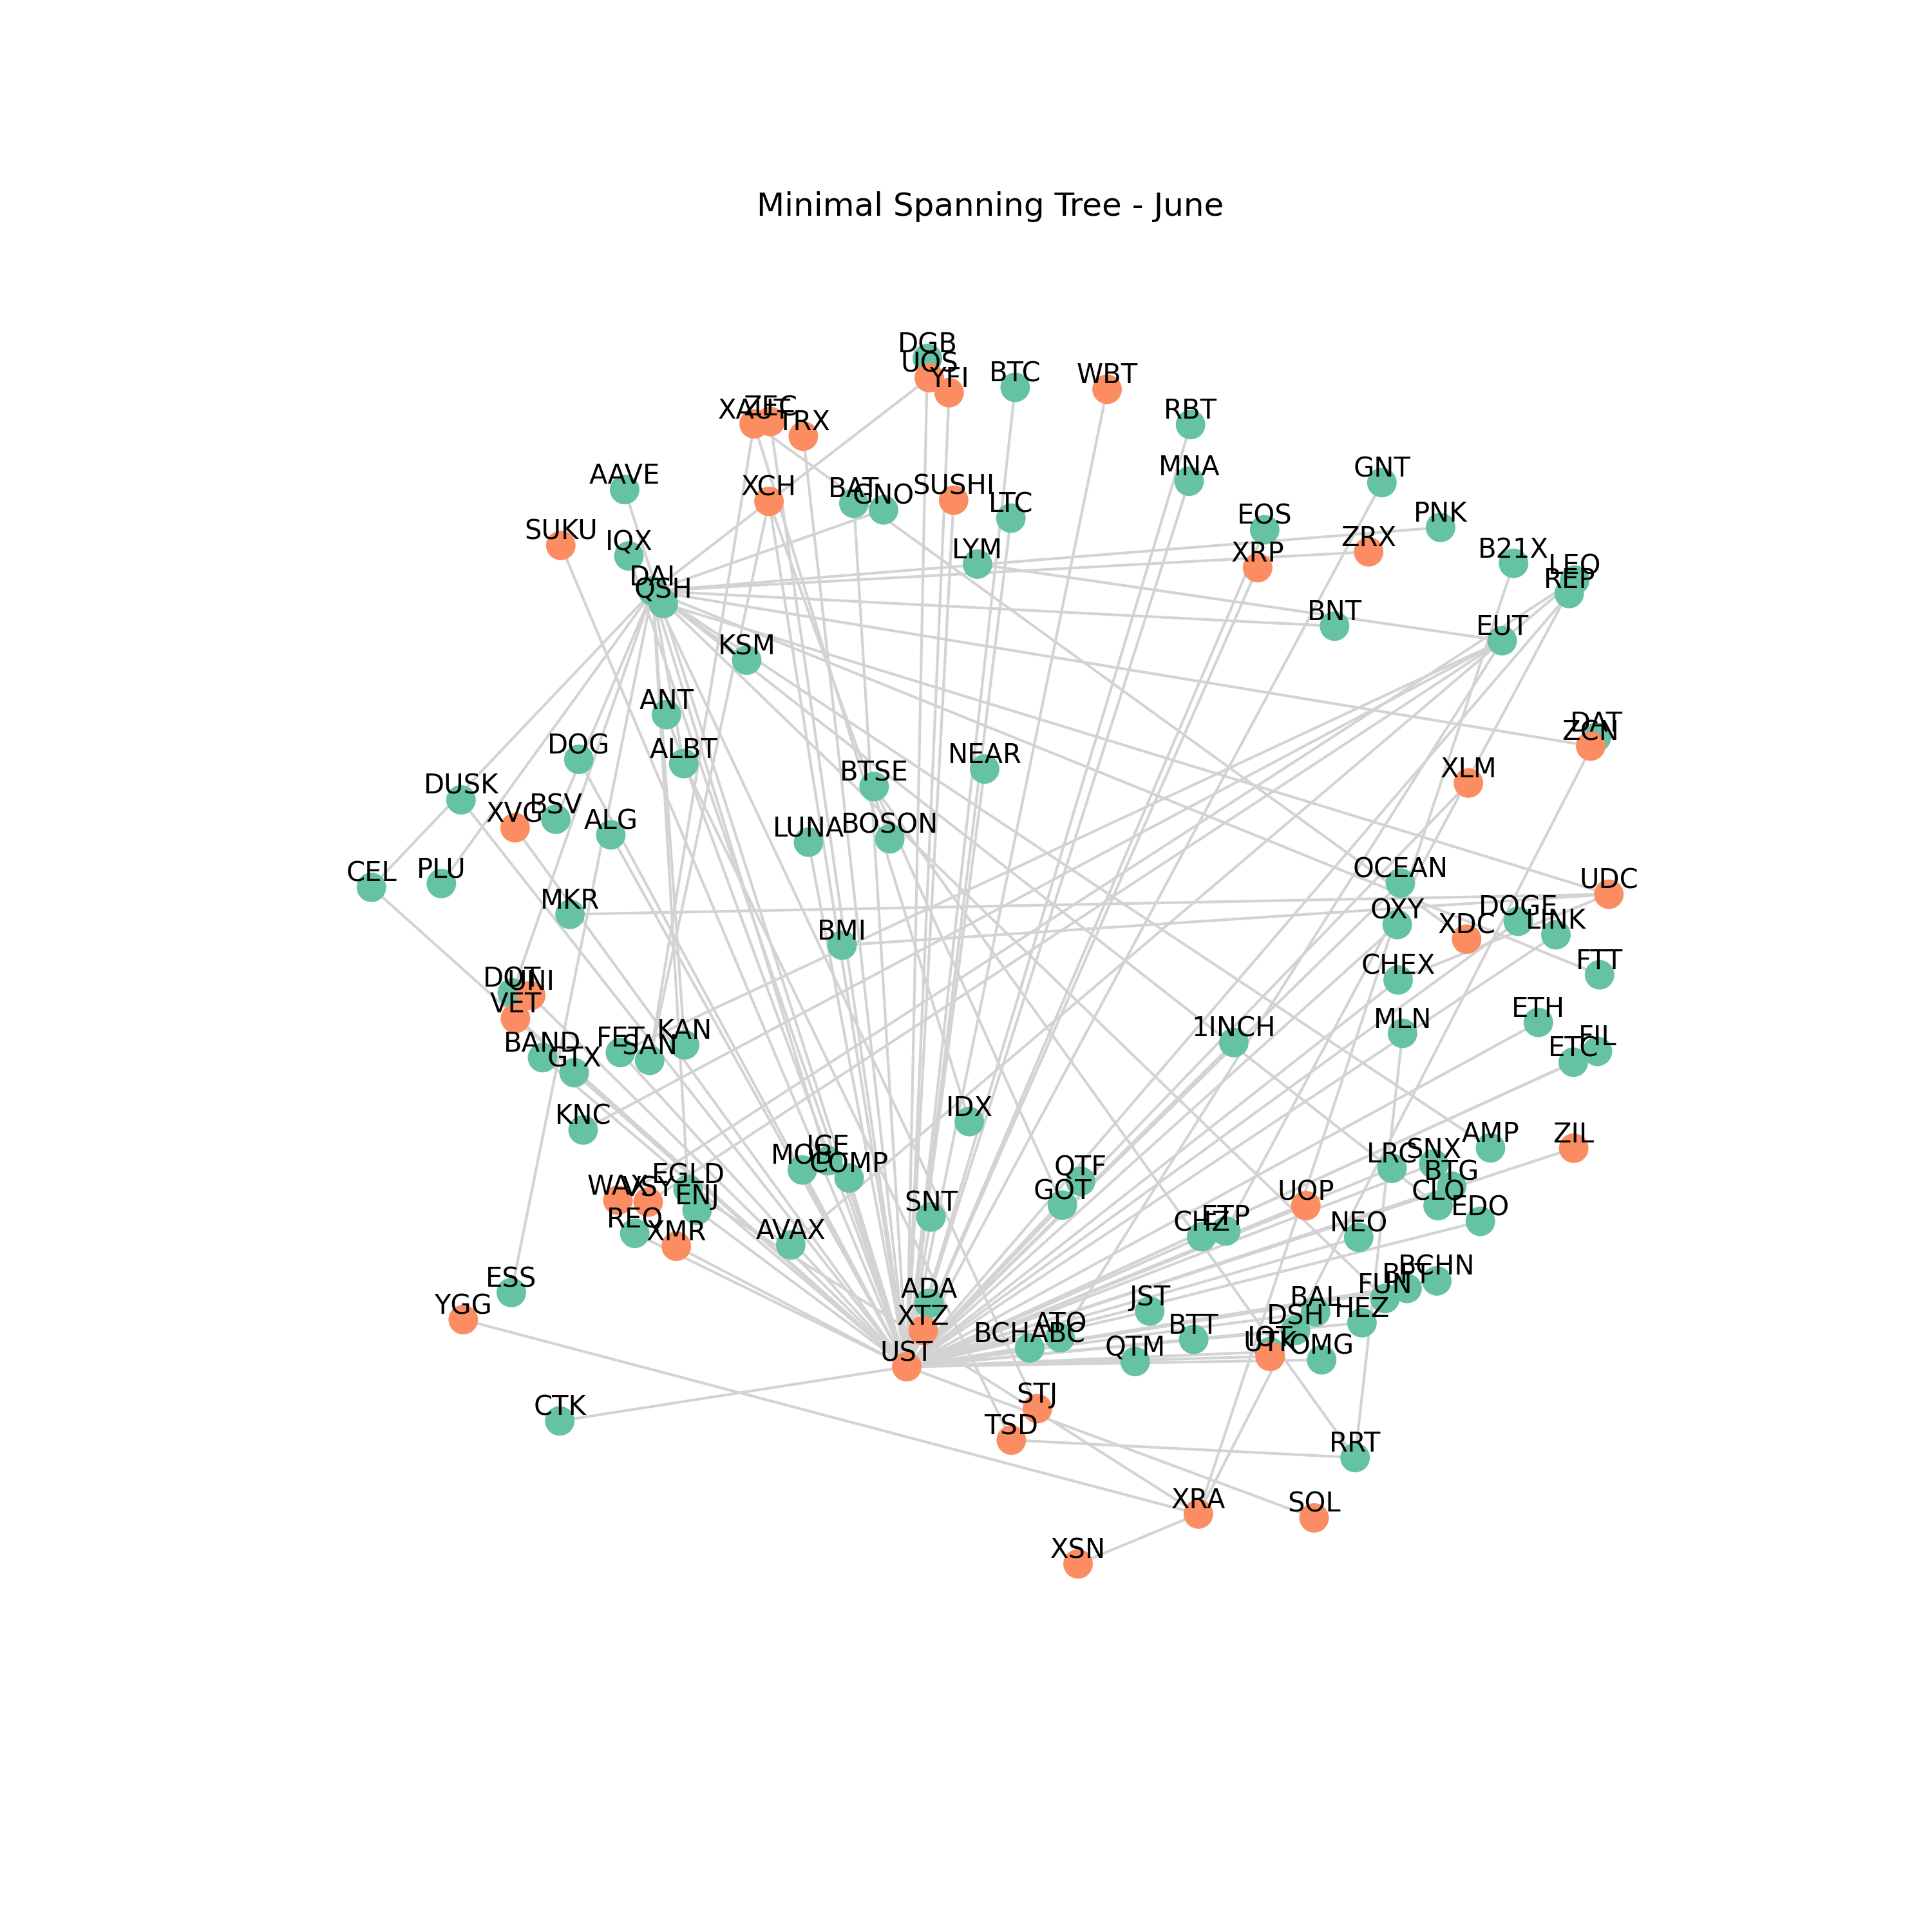 Minimal Spanning Tree - June
DGB
UOS
YFI
BTC
WBT
XAUT
ZEC
TRX
RBT
AAVE
XCH
BAT
GNO
SUSHI
LTC
MNA
GNT
SUKU
IQX
LYM
EOS
XRP
ZRX
PNK
B21X
LEO
REP
DAI
QSH
BNT
EUT
KSM
ANT
DOG
ALBT
BTSE
NEAR
DAT
ZCN
XLM
DUSK
XVG
BSV
ALG
LUNA
BOSON
CEL
PLU
MKR
OCEAN
UDC
OXY
XDC
DOGE
LINK
BMI
CHEX
FTT
DOT
UNI
VET
BAND
GTX
FET
SAN
KAN
1INCH
MLN
ETH
FIL
ETC
KNC
IDX
MOB
ICE
COMP
LRC
SNX
AMP
ZIL
WAX
VSY
EGLD
ENJ
QTF
GOT
UOP
BTG
CLO
EDO
REQ
XMR
AVAX
SNT
CHZ
ETP
NEO
ESS
YGG
ADA
XTZ
UST
BCHABC
ATO
JST
QTM
BTT
BAL
DSH
HEZ
FUN
BCHN
UTK
OMG
CTK
STJ
TSD
RRT
XRA
SOL
XSN